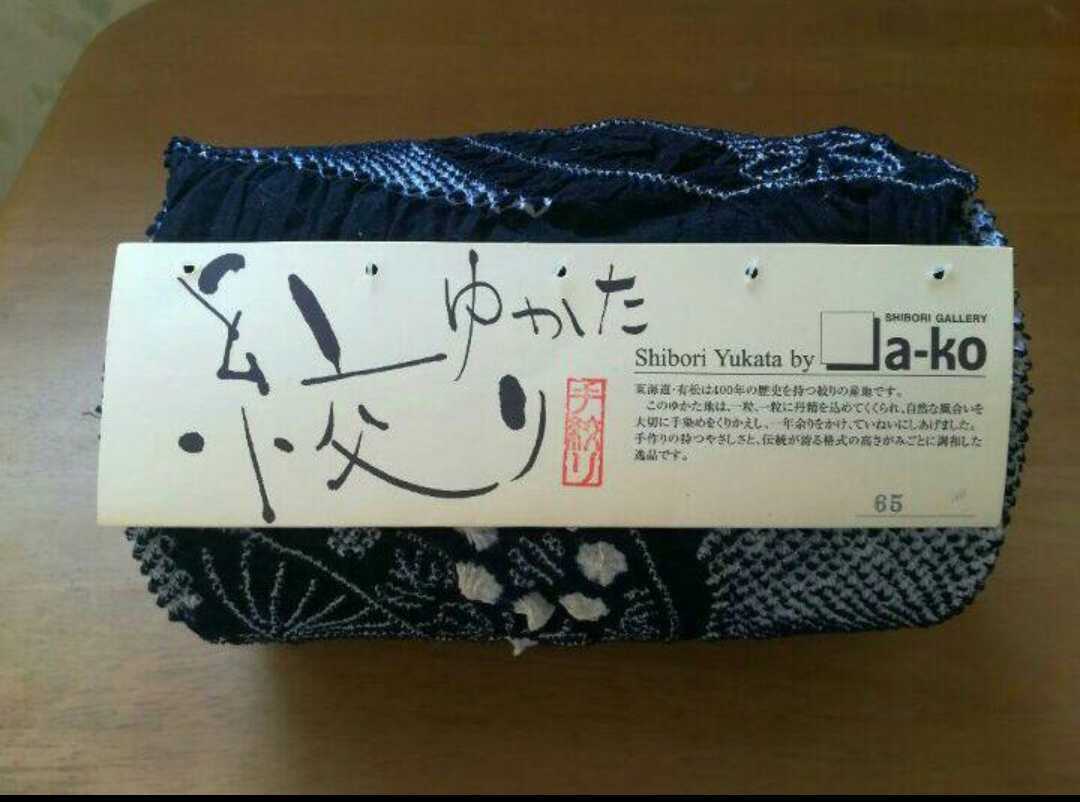 絞り
ゆかた
手絞り
SHIBORI GALLERY
Shibori Yukata by a-ko
東海道・有松は400年の歴史を持つ絞りの産地です。
このゆかた地は、一粒、一粒に丹精を込めてくくられ、自然な風合いを
大切に手染めをくりかえし、一年余りをかけ、ていねいにしあげました。
手作りの持つやさしさと、伝統が誇る格式の高さがみごとに調和した
逸品です。
65